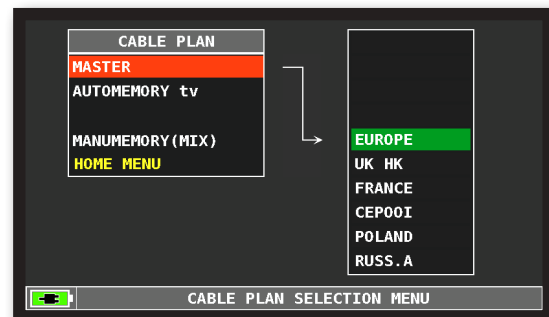 CABLE PLAN
MASTER
AUTOMEMORY tv
MANUMEMORY(MIX)
HOME MENU
EUROPE
UK HK
FRANCE
CEPOOI
POLAND
RUSS.A
CABLE PLAN SELECTION MENU